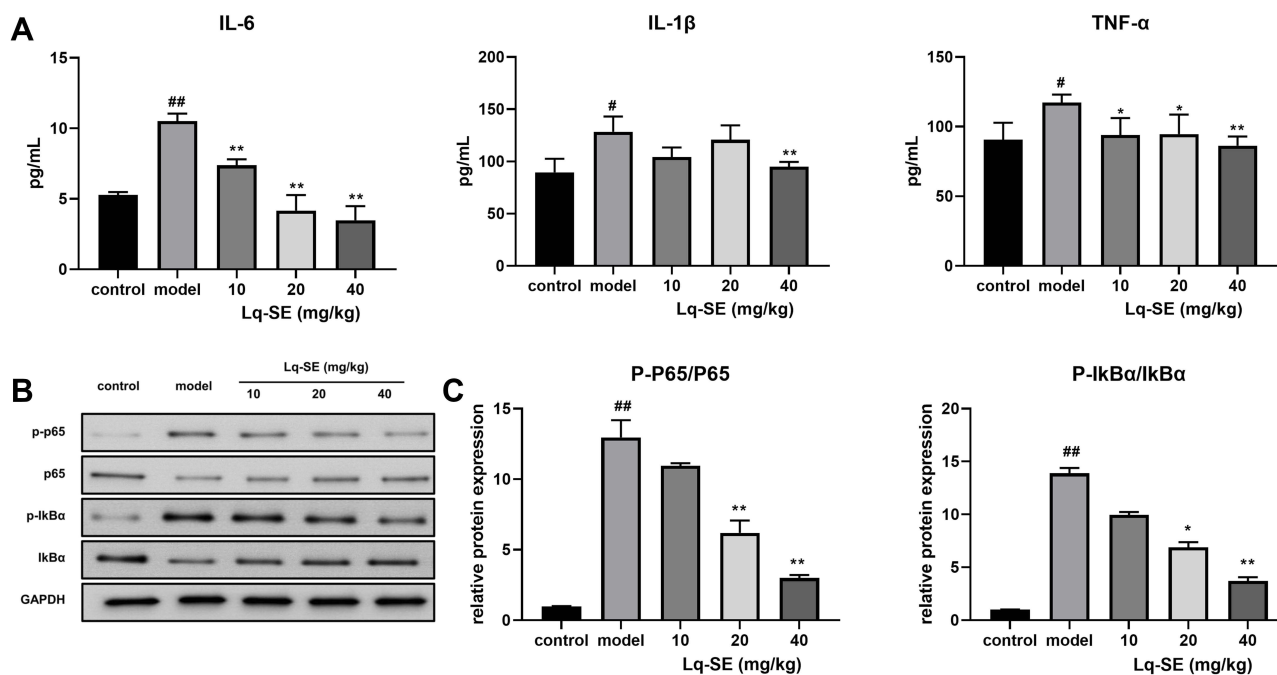 A
IL-6
15
10
5
0
pg/mL
##
**
**
**
control model 10 20 40
Lq-SE (mg/kg)
IL-1β
200
150
100
50
0
pg/mL
#
**
control model 10 20 40
Lq-SE (mg/kg)
TNF-α
150
100
50
0
pg/mL
#
*
*
**
control model 10 20 40
Lq-SE (mg/kg)
B
Lq-SE (mg/kg)
control model 10 20 40
p-p65
p65
p-IkBα
IkBα
GAPDH
C
P-P65/P65
15
10
5
0
relative protein expression
##
**
**
control model 10 20 40
Lq-SE (mg/kg)
P-IkBα/IkBα
20
15
10
5
0
relative protein expression
##
*
**
control model 10 20 40
Lq-SE (mg/kg)